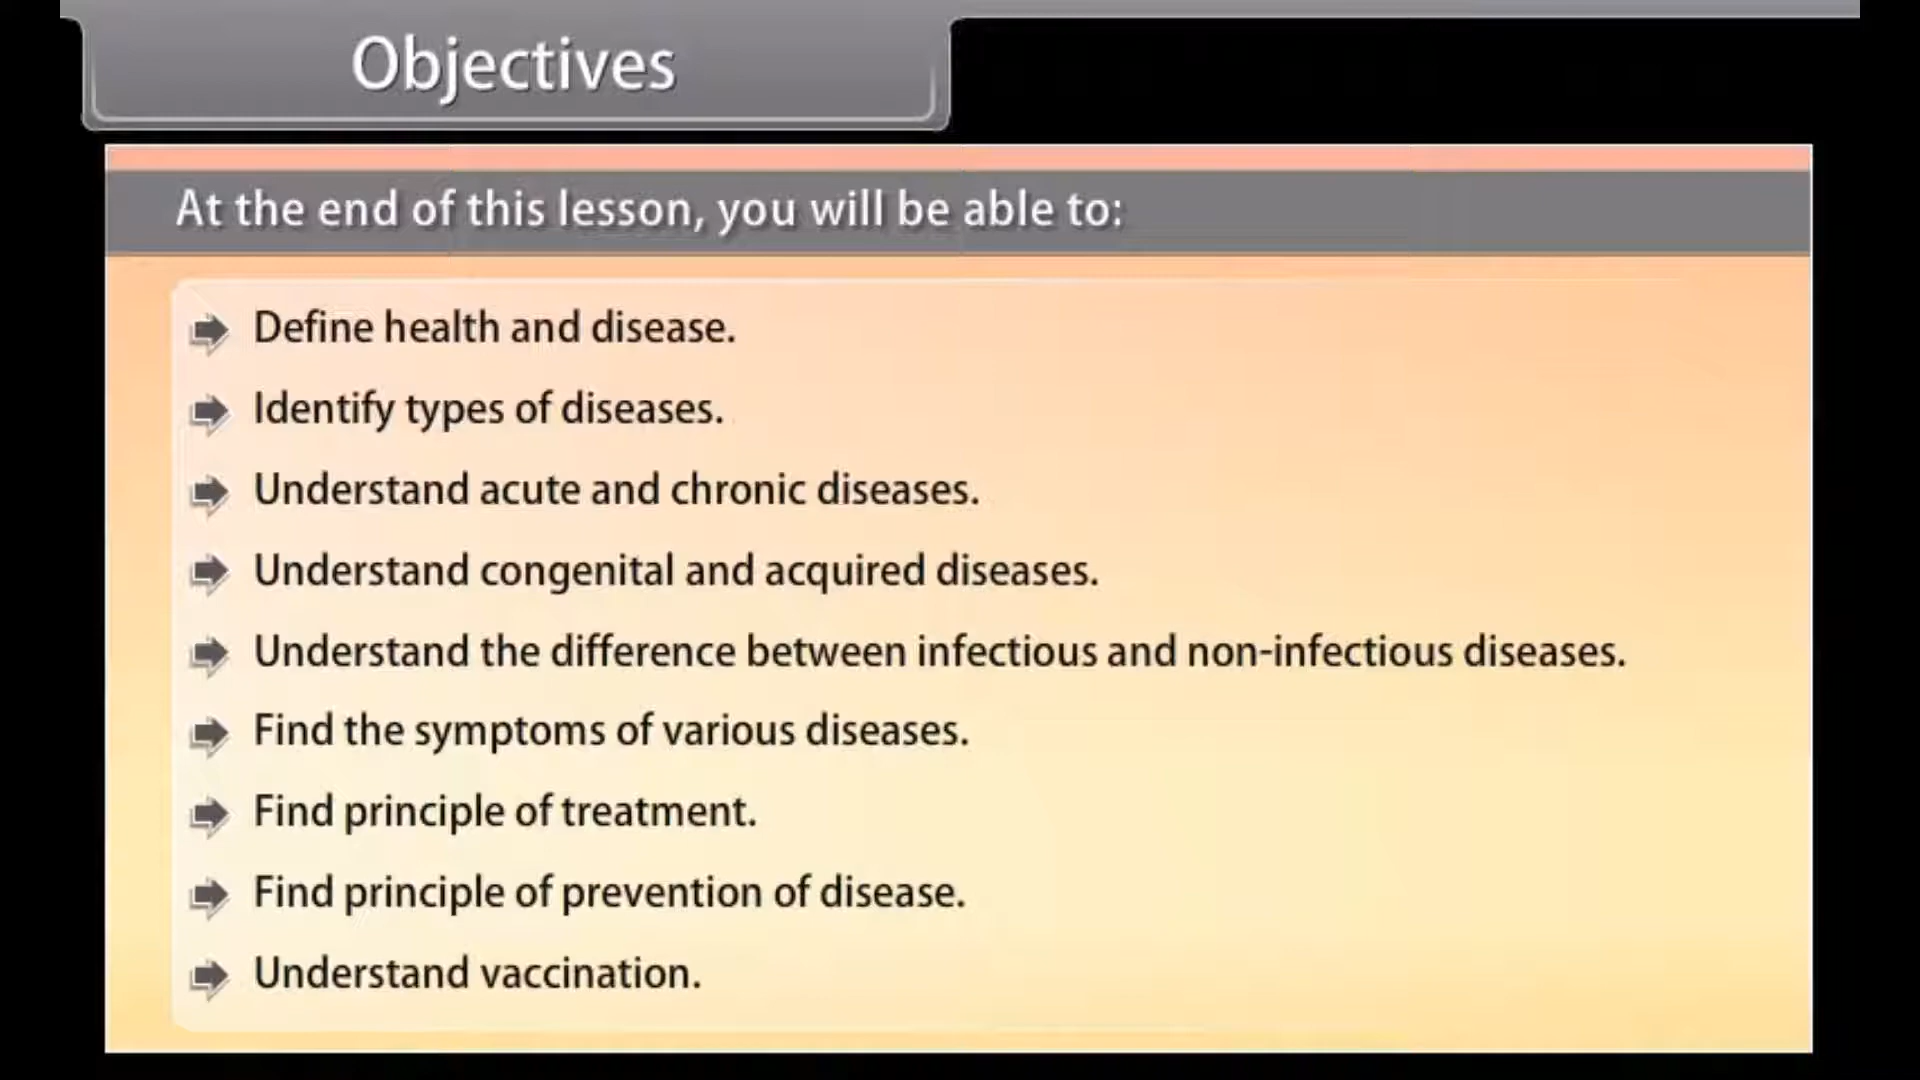 Objectives
At the end of this lesson, you will be able to:
Define health and disease.
Identify types of diseases.
Understand acute and chronic diseases.
Understand congenital and acquired diseases.
Understand the difference between infectious and non-infectious diseases.
Find the symptoms of various diseases.
Find principle of treatment.
Find principle of prevention of disease.
Understand vaccination.